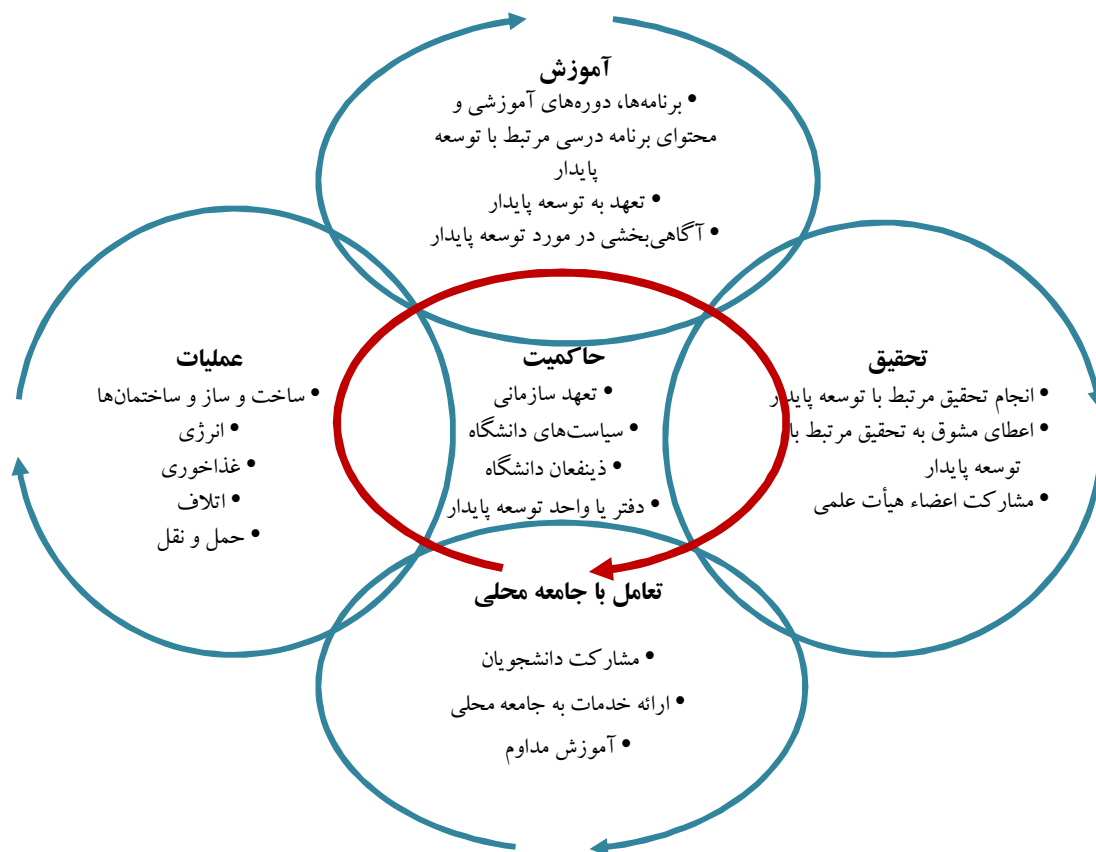 آموزش
• برنامه‌ها، دوره‌های آموزشی و
محتوای برنامه درسی مرتبط با توسعه
پایدار
• تعهد به توسعه پایدار
• آگاهی‌بخشی در مورد توسعه پایدار
تحقیق
• انجام تحقیق مرتبط با توسعه پایدار
• اعطای مشوق به تحقیق مرتبط با
توسعه پایدار
• مشارکت اعضاء هیأت علمی
حاکمیت
• تعهد سازمانی
• سیاست‌های دانشگاه
• ذینفعان دانشگاه
• دفتر یا واحد توسعه پایدار
عملیات
• ساخت و ساز و ساختمان‌ها
• انرژی
• غذاخوری
• اتلاف
• حمل و نقل
تعامل با جامعه محلی
• مشارکت دانشجویان
• ارائه خدمات به جامعه محلی
• آموزش مداوم